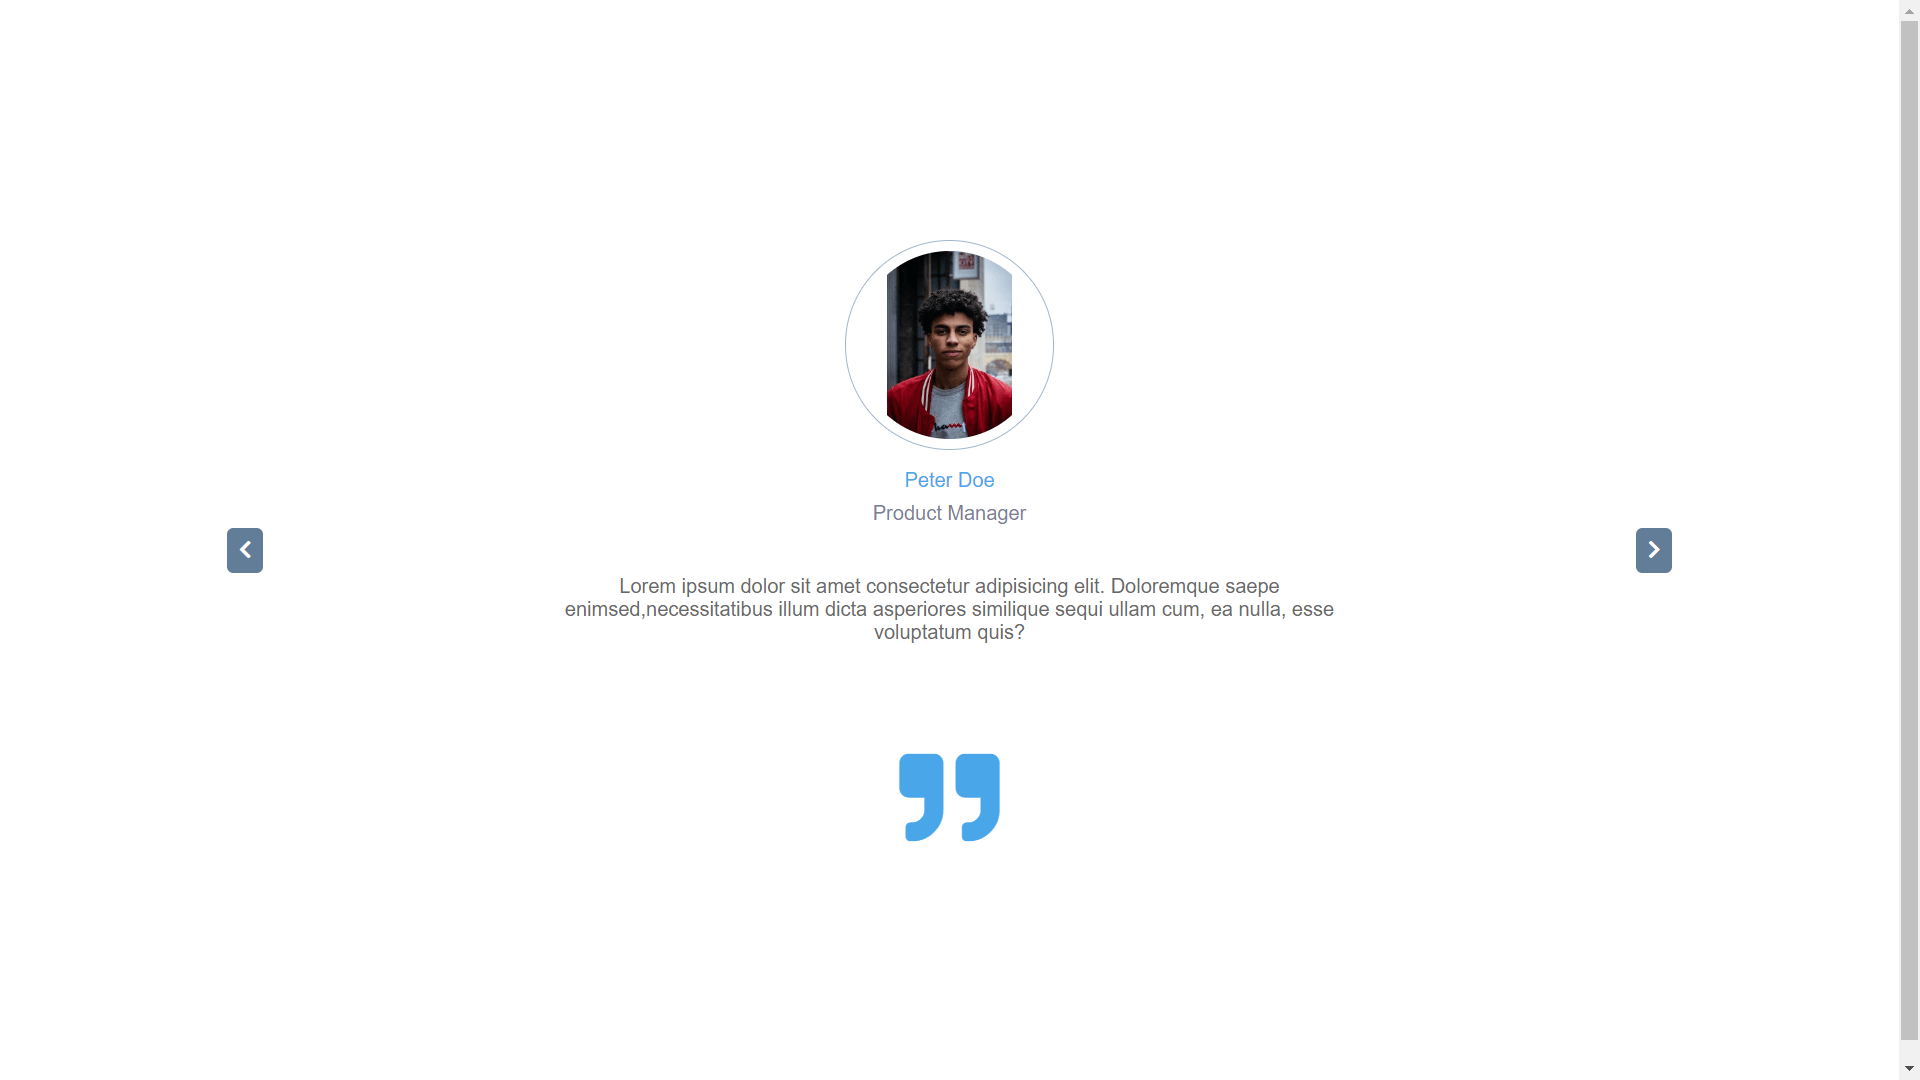 Peter Doe
Product Manager
Lorem ipsum dolor sit amet consectetur adipisicing elit. Doloremque saepe
enimsed,necessitatibus illum dicta asperiores similique sequi ullam cum, ea nulla, esse
voluptatum quis?